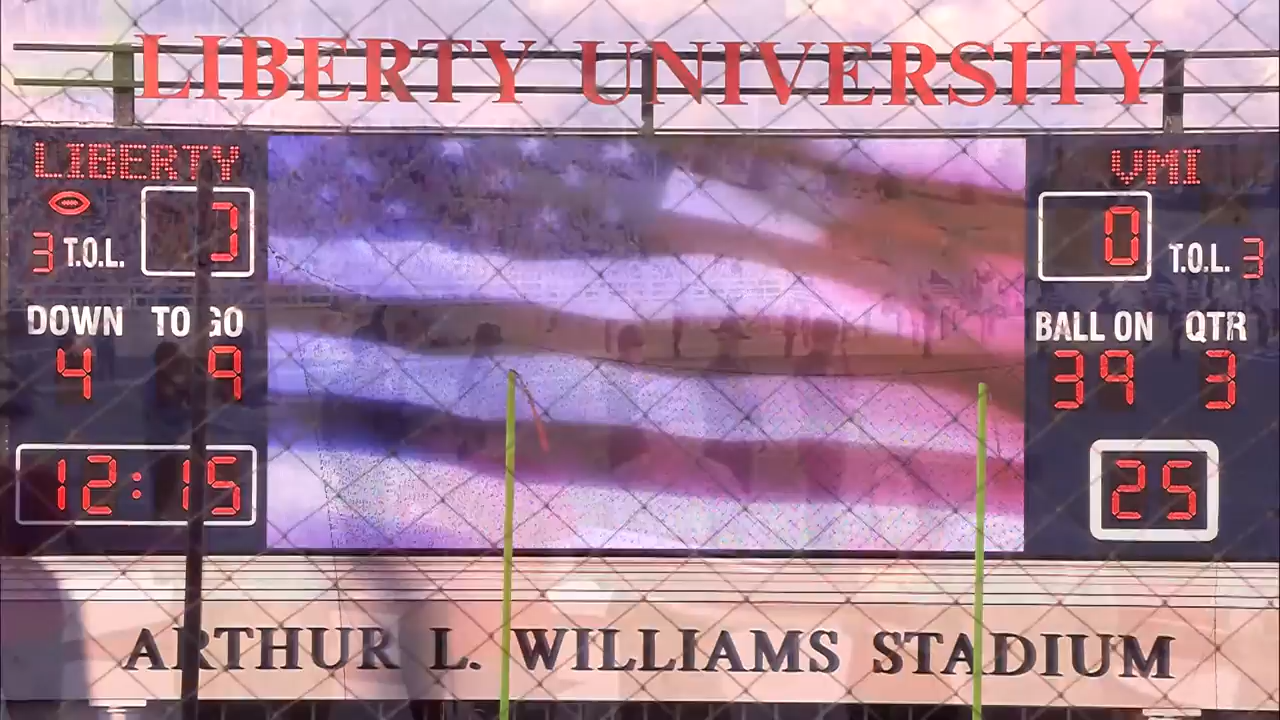 LIBERTY UNIVERSITY
LIBERTY
VMI
3 T.O.L.
0
T.O.L. 3
DOWN TO GO
BALL ON QTR
4 9
39 3
12:15
25
ARTHUR L. WILLIAMS STADIUM